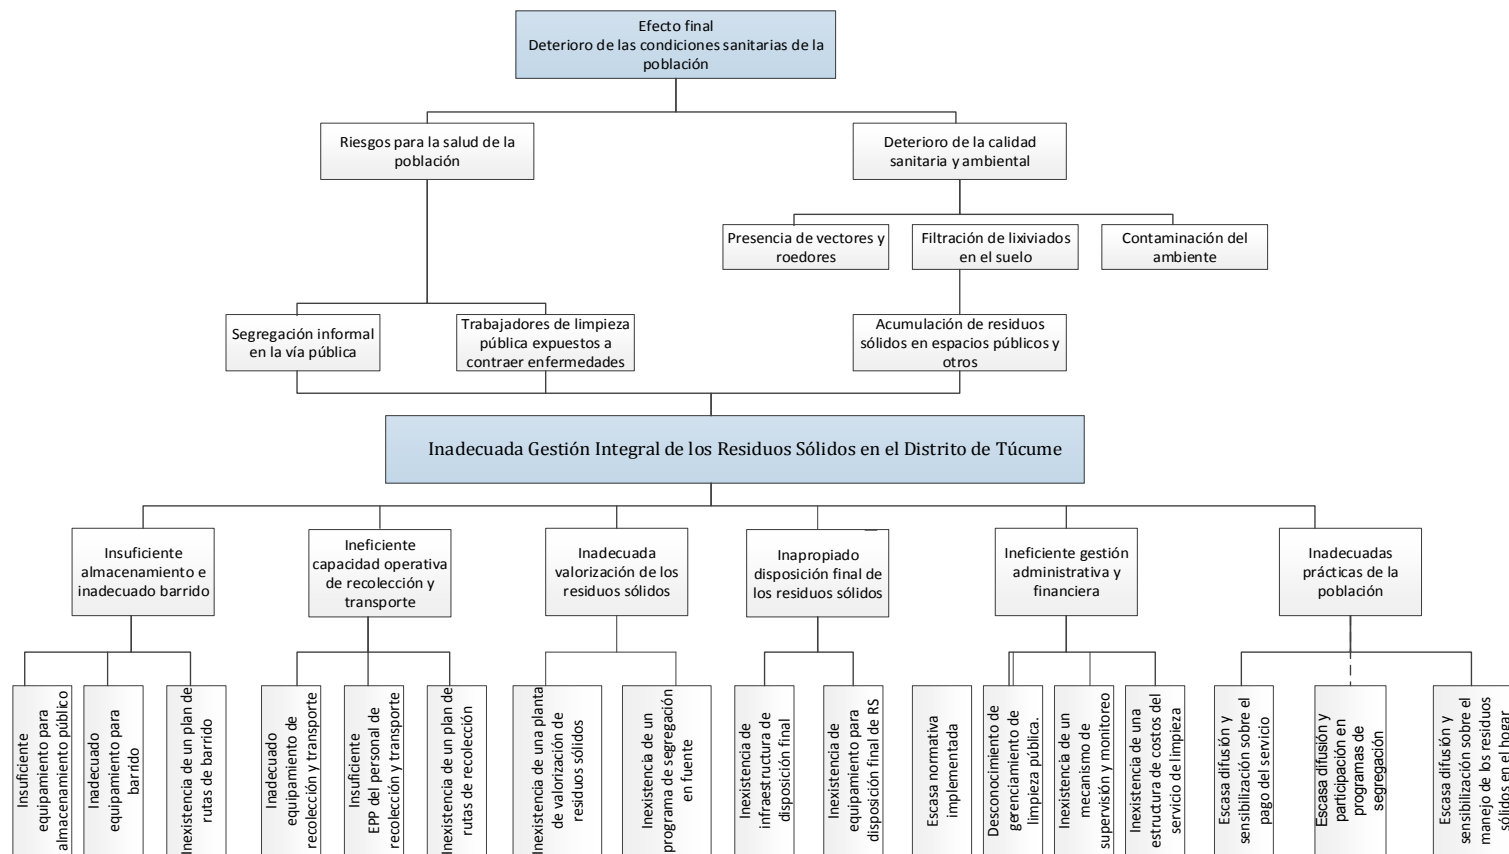 Efecto final
Deterioro de las condiciones sanitarias de la
población
Riesgos para la salud de la
población
Deterioro de la calidad
sanitaria y ambiental
Presencia de vectores y
roedores
Filtración de lixiviados
en el suelo
Contaminación del
ambiente
Segregación informal
en la vía pública
Trabajadores de limpieza
pública expuestos a
contraer enfermedades
Acumulación de residuos
sólidos en espacios públicos y
otros
Inadecuada Gestión Integral de los Residuos Sólidos en el Distrito de Túcume
Insuficiente
almacenamiento e
inadecuado barrido
Ineficiente
capacidad operativa
de recolección y
transporte
Inadecuada
valorización de los
residuos sólidos
Inapropiado
disposición final de
los residuos sólidos
Ineficiente gestión
administrativa y
financiera
Inadecuadas
prácticas de la
población
Insuficiente
equipamiento para
almacenamiento público
Inadecuado
equipamiento para
barrido
Inexistencia de un plan de
rutas de barrido
Inadecuado
equipamiento de
recolección y transporte
Insuficiente
EPP del personal de
recolección y transporte
Inexistencia de un plan de
rutas de recolección
Inexistencia de una planta
de valorización de
residuos sólidos
Inexistencia de un
programa de segregación
en fuente
Inexistencia de
infraestructura de
disposición final
Inexistencia de
equipamiento para
disposición final de RS
Escasa normativa
implementada
Desconocimiento de
gerenciamiento de
limpieza pública.
Inexistencia de un
mecanismo de
supervisión y monitoreo
Inexistencia de una
estructura de costos del
servicio de limpieza
Escasa difusión y
sensibilización sobre el
pago del servicio
Escasa difusión y
participación en
programas de
segregación
Escasa difusión y
sensibilización sobre el
manejo de los residuos
sólidos en el hogar